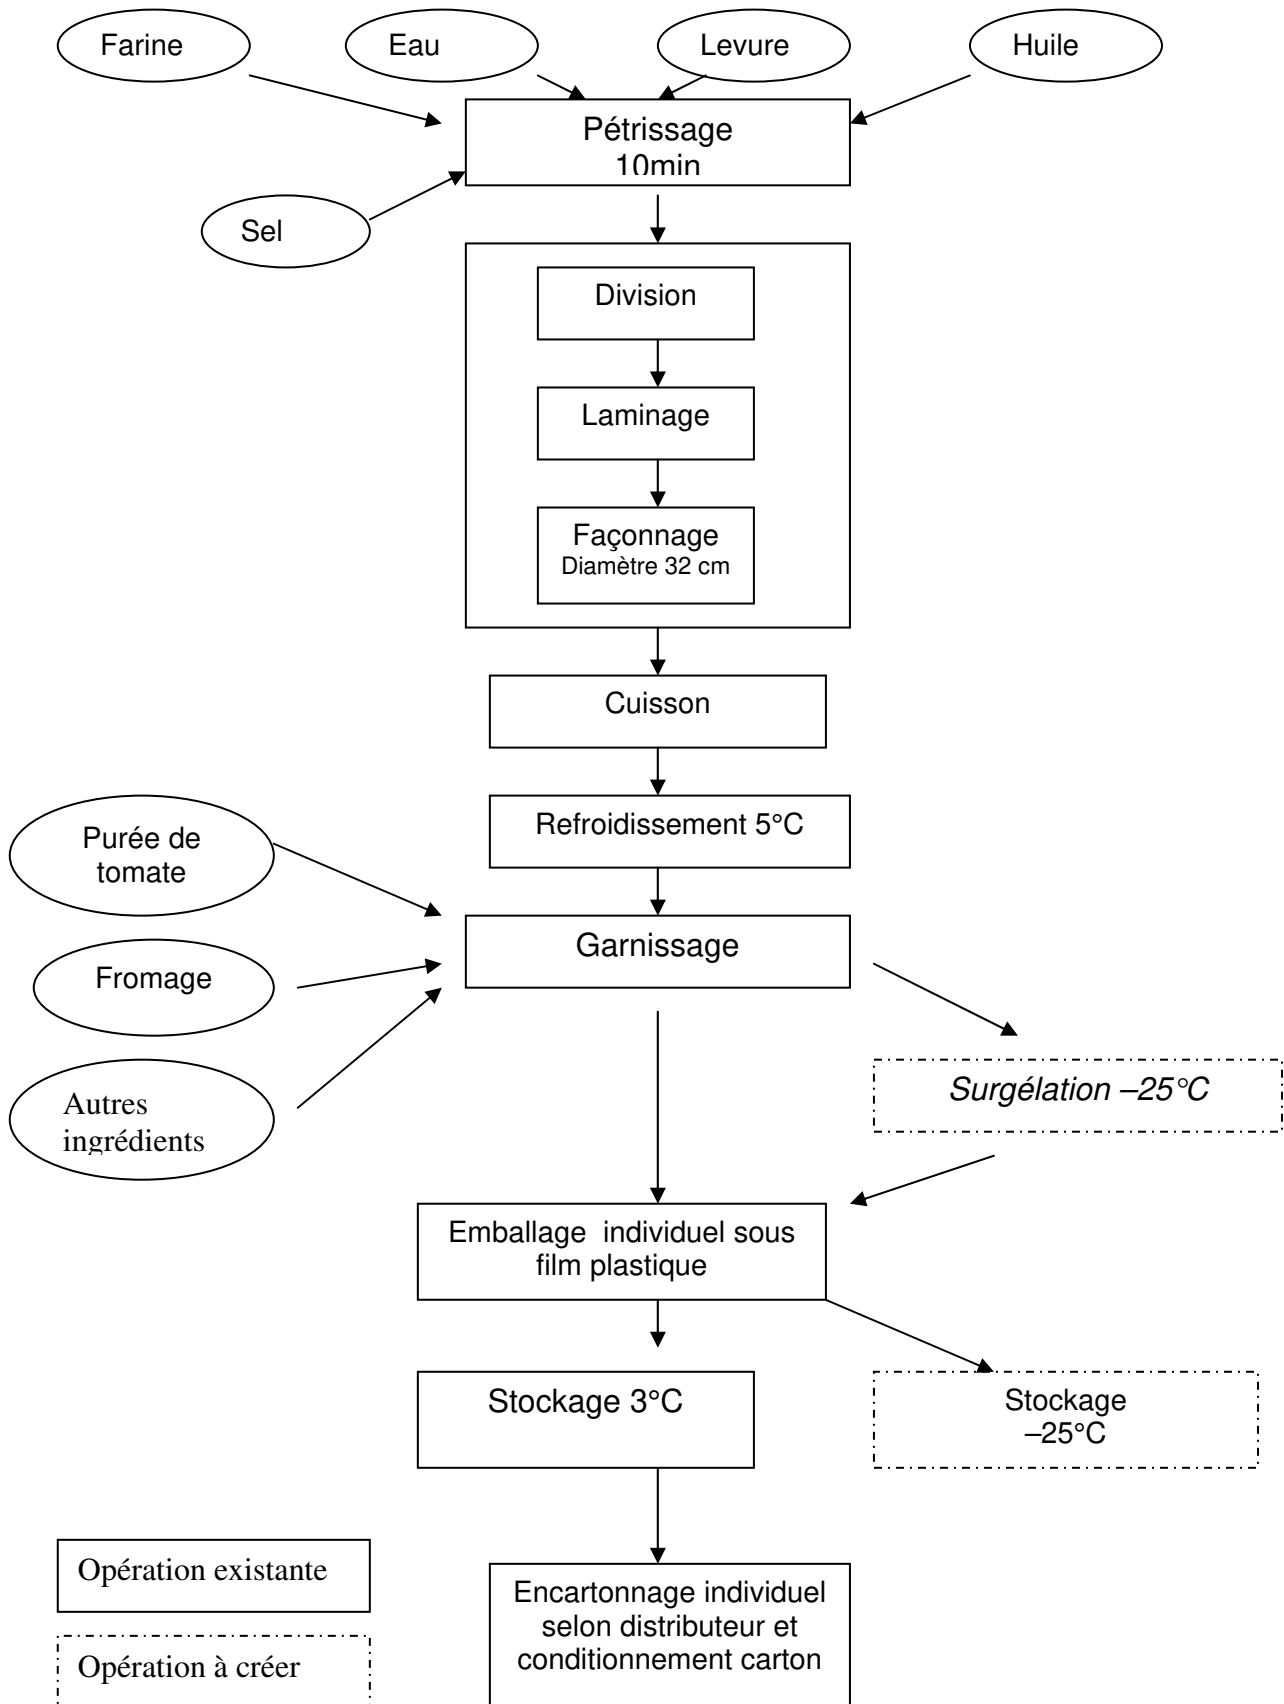 Farine
Eau
Levure
Huile
Pétrissage
10min
Sel
Division
Laminage
Façonnage
Diamètre 32 cm
Cuisson
Refroidissement 5°C
Purée de
tomate
Garnissage
Fromage
Autres
ingrédients
Surgélation –25°C
Emballage  individuel sous
film plastique
Stockage 3°C
Stockage
–25°C
Opération existante
Encartonnage individuel
selon distributeur et
conditionnement carton
Opération à créer